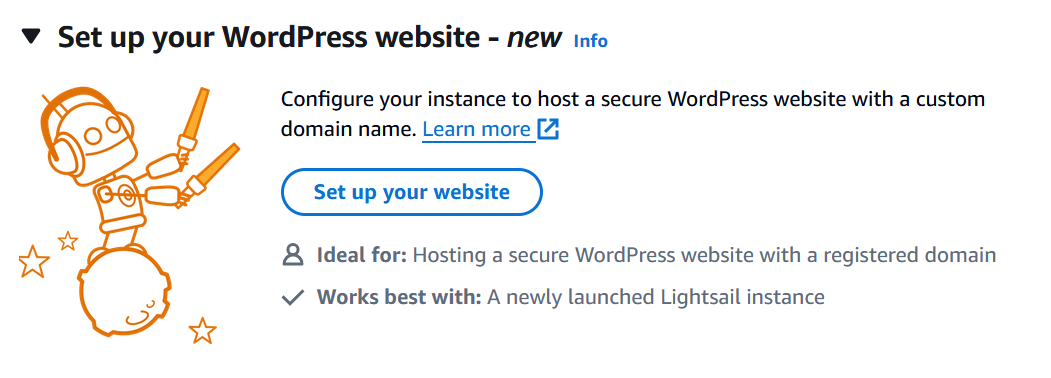 Set up your WordPress website - new Info
Configure your instance to host a secure WordPress website with a custom
domain name. Learn more
Set up your website
Ideal for: Hosting a secure WordPress website with a registered domain
Works best with: A newly launched Lightsail instance